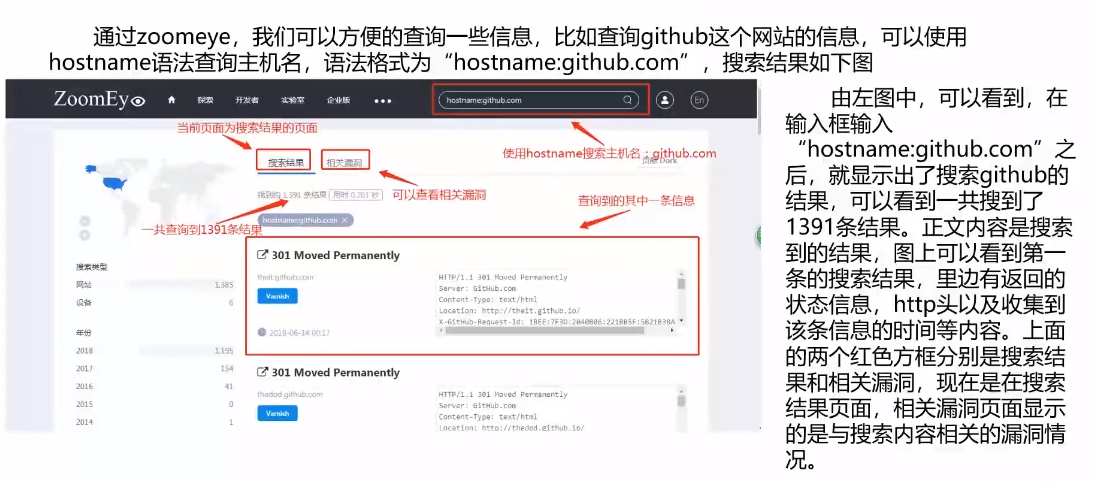 通过zoomeye，我们可以方便的查询一些信息，比如查询github这个网站的信息，可以使用
hostname语法查询主机名，语法格式为“hostname:github.com”，搜索结果如下图
ZoomEye
探索
开发者
实验室
企业版
•••
hostname:github.com
En
当前页面为搜索结果的页面
使用hostname搜索主机名：github.com
搜索结果
相关漏洞
Dork
找到约 1,391 条结果
用时 0.201 秒
可以查看相关漏洞
查询到的其中一条信息
hostname:github.com ×
一共查询到1391条结果
搜索类型
网站 1,385
设备 6
年份
2018 1,195
2017 154
2016 41
2015 0
2014 1
301 Moved Permanently
theit.github.com
Varnish
2018-06-14 00:17
HTTP/1.1 301 Moved Permanently
Server: GitHub.com
Content-Type: text/html
Location: http://theit.github.io/
X-GitHub-Request-Id: 1BEE:7F3D:2040B06:221BB5F:5B21B38A
301 Moved Permanently
thedod.github.com
Varnish
HTTP/1.1 301 Moved Permanently
Server: GitHub.com
Content-Type: text/html
Location: http://thedod.github.io/
由左图中，可以看到，在
输入框输入
“hostname:github.com”之
后，就显示出了搜索github的
结果，可以看到一共搜到了
1391条结果。正文内容是搜索
到的结果，图上可以看到第一
条的搜索结果，里边有返回的
状态信息，http头以及收集到
该条信息的时间等内容。上面
的两个红色方框分别是搜索结
果和相关漏洞，现在是在搜索
结果页面，相关漏洞页面显示
的是与搜索内容相关的漏洞情
况。